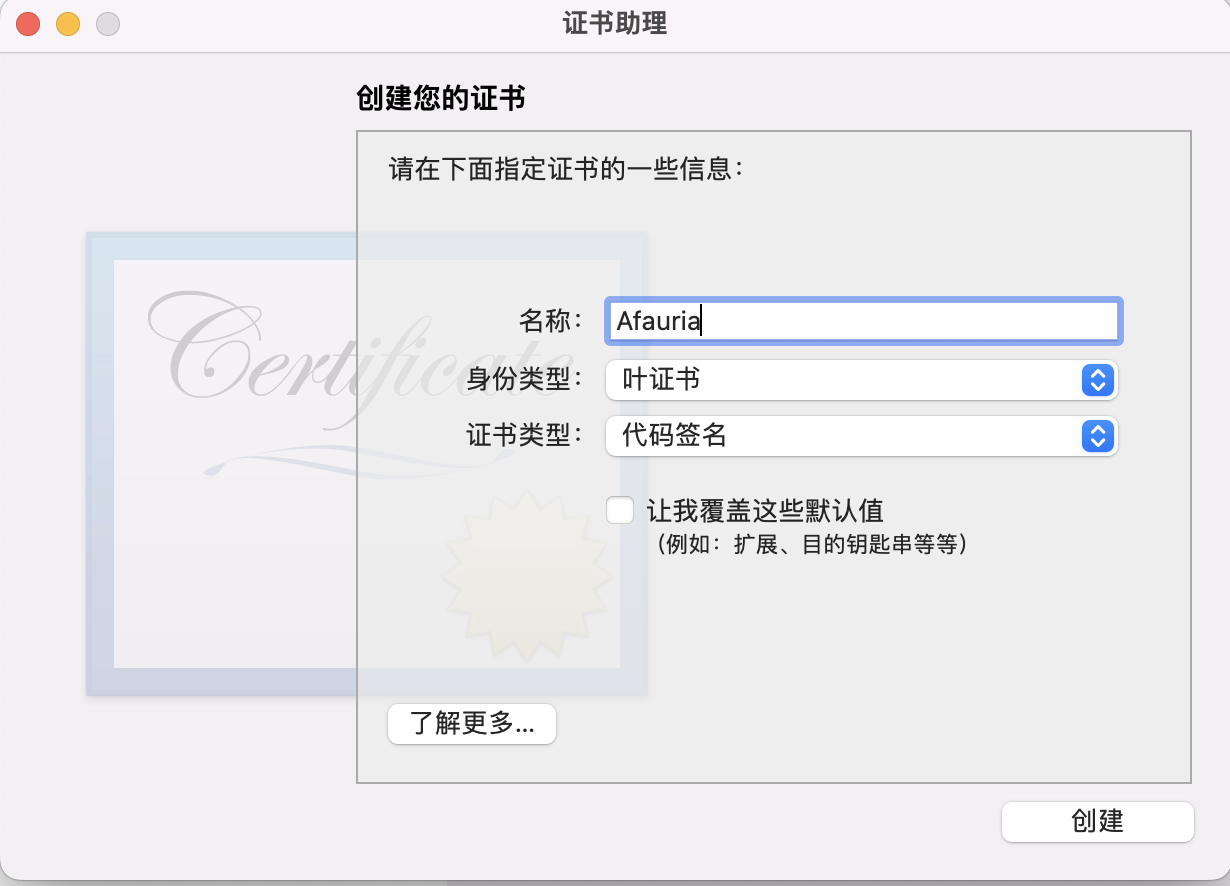 证书助理
创建您的证书
请在下面指定证书的一些信息：
Certificate
名称： Afauria
身份类型： 叶证书
证书类型： 代码签名
让我覆盖这些默认值
（例如：扩展、目的钥匙串等等）
了解更多...
创建